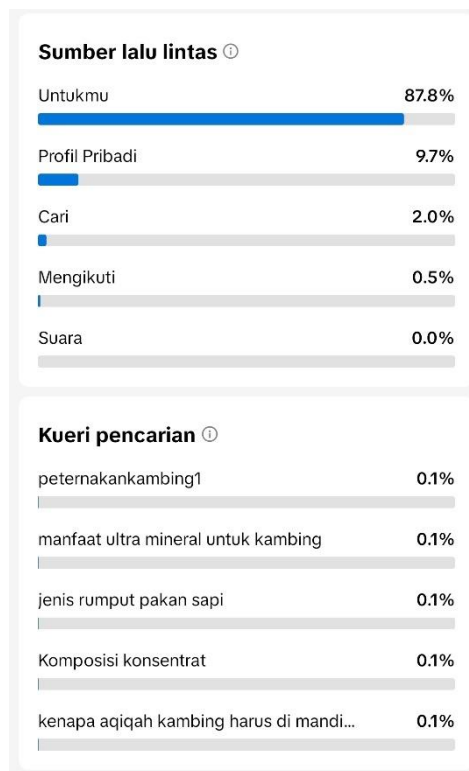 Sumber lalu lintas
Untukmu 87.8%
Profil Pribadi 9.7%
Cari 2.0%
Mengikuti 0.5%
Suara 0.0%
Kueri pencarian
peternakankambing1 0.1%
manfaat ultra mineral untuk kambing 0.1%
jenis rumput pakan sapi 0.1%
Komposisi konsentrat 0.1%
kenapa aqiqah kambing harus di mandi... 0.1%